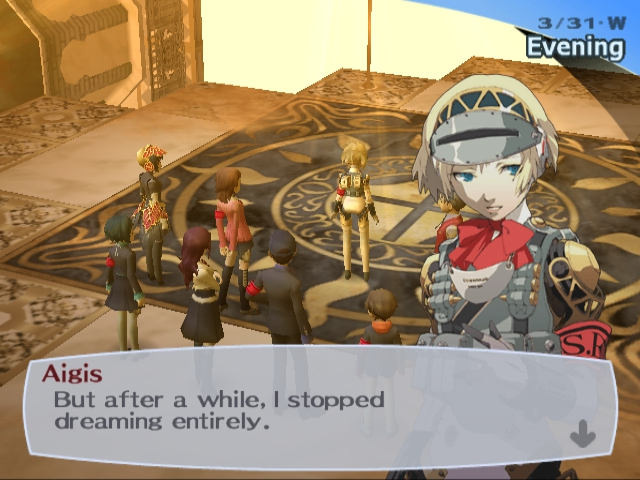 3/31・W
Evening
S.
Aigis
But after a while, I stopped
dreaming entirely.